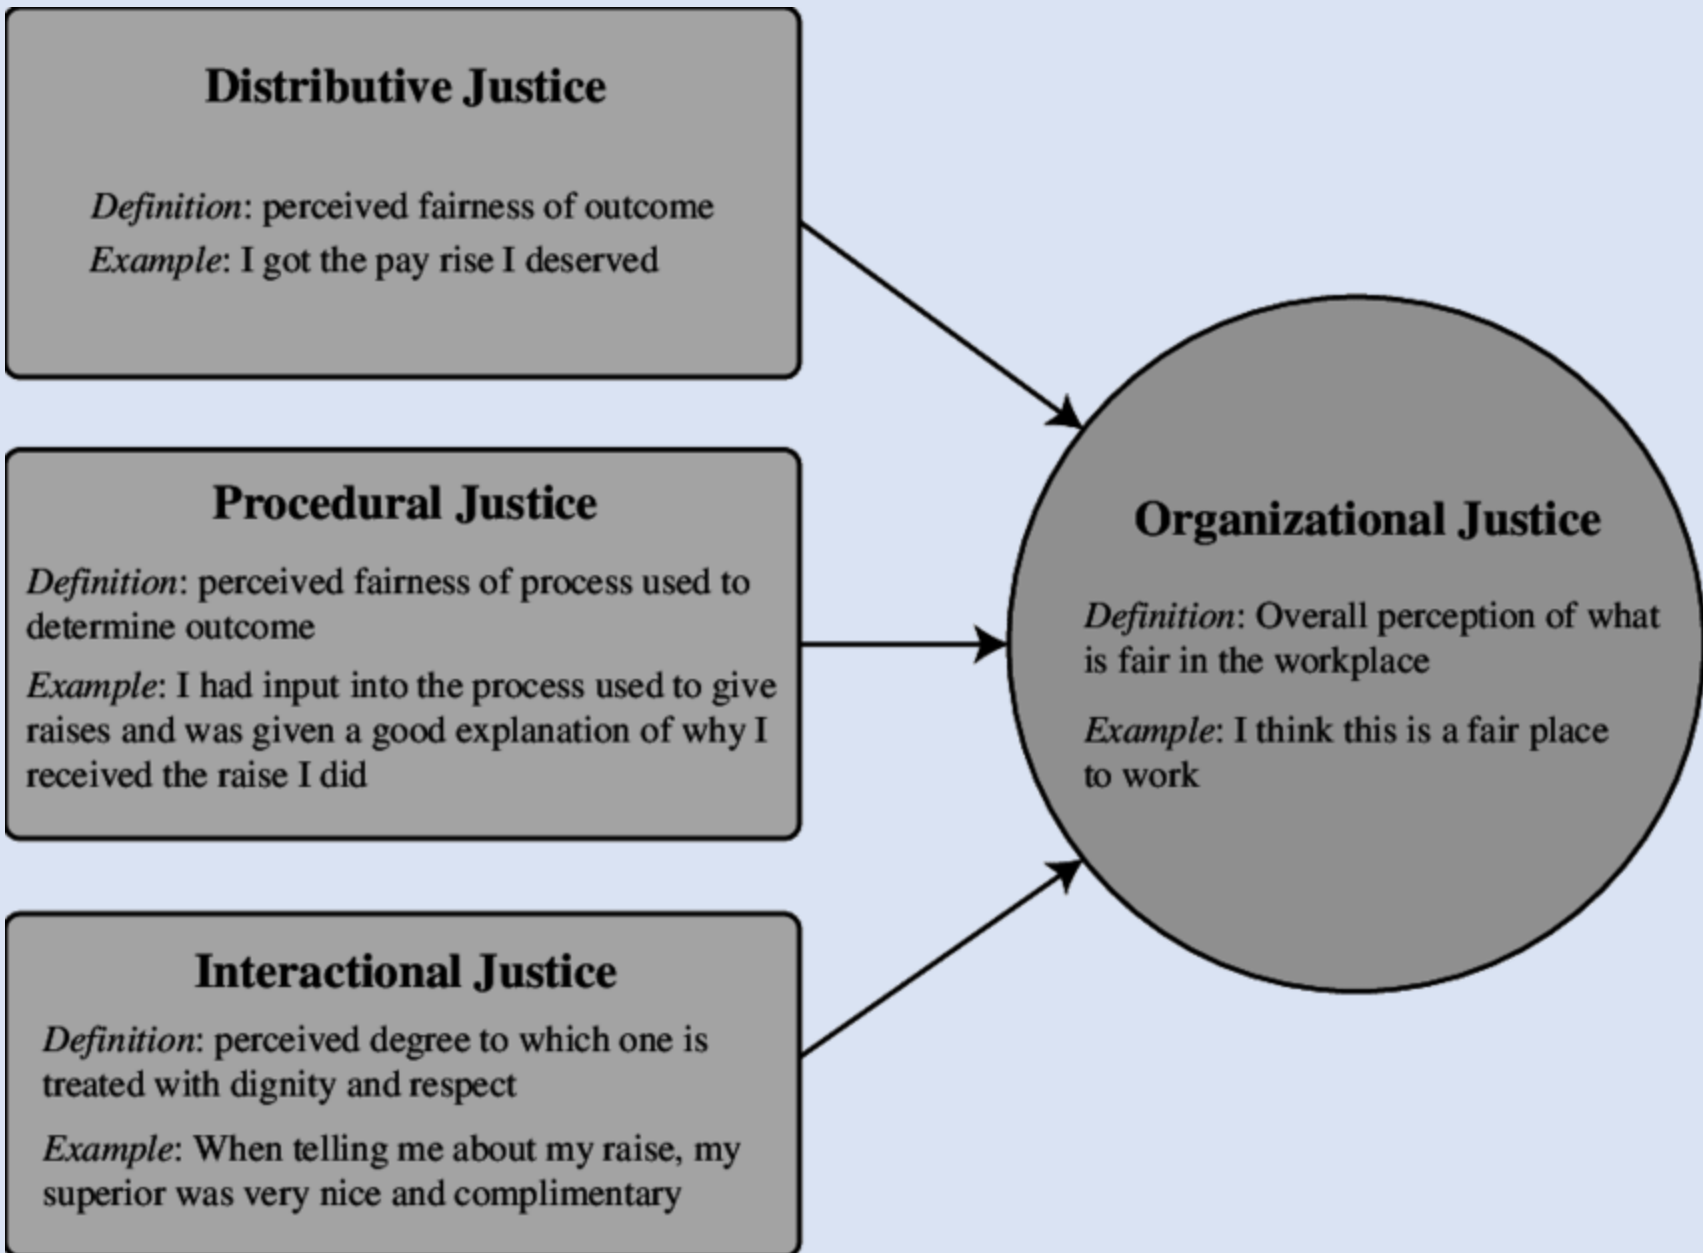 Distributive Justice
Definition: perceived fairness of outcome
Example: I got the pay rise I deserved
Procedural Justice
Definition: perceived fairness of process used to
determine outcome
Example: I had input into the process used to give
raises and was given a good explanation of why I
received the raise I did
Interactional Justice
Definition: perceived degree to which one is
treated with dignity and respect
Example: When telling me about my raise, my
superior was very nice and complimentary
Organizational Justice
Definition: Overall perception of what
is fair in the workplace
Example: I think this is a fair place
to work